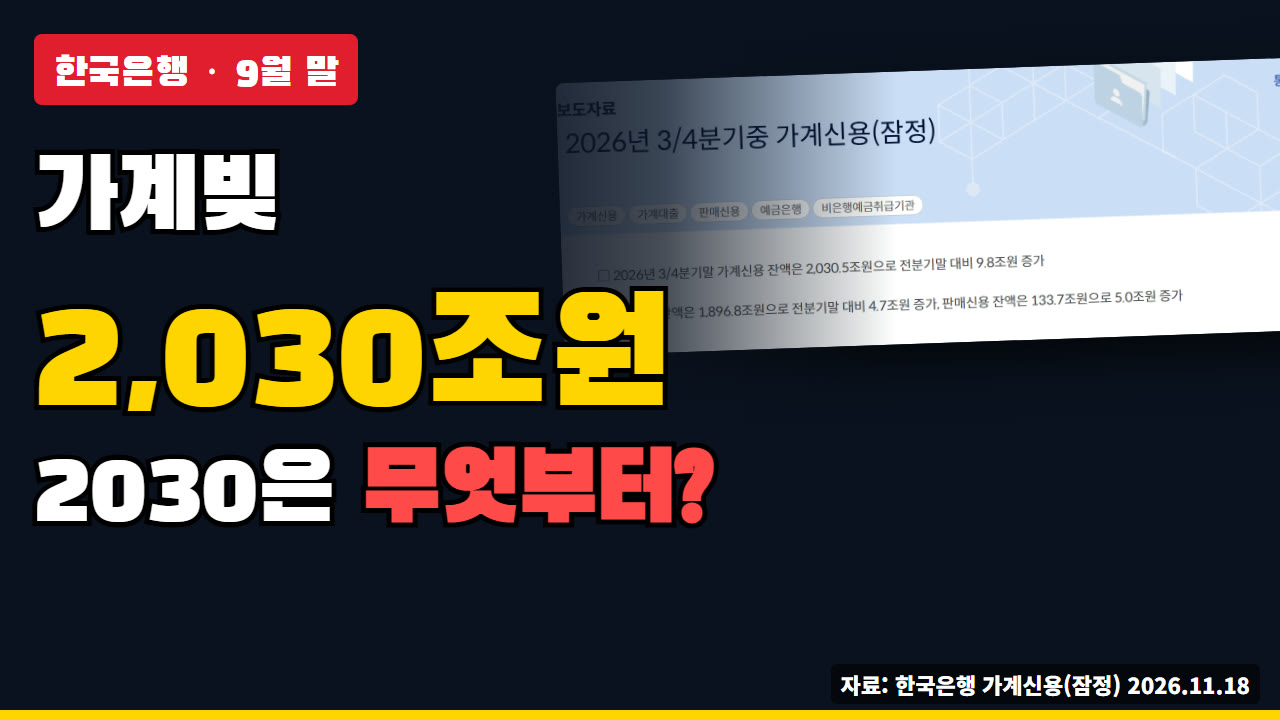 한국은행 · 9월 말
가계빚
2,030조원
2030은 무엇부터?
보도자료
2026년 3/4분기중 가계신용(잠정)
가계신용 가계대출 판매신용 예금은행 비은행예금취급기관
□ 2026년 3/4분기말 가계신용 잔액은 2,030.5조원으로 전분기말 대비 9.8조원 증가
잔액은 1,896.8조원으로 전분기말 대비 4.7조원 증가, 판매신용 잔액은 133.7조원으로 5.0조원 증가
자료: 한국은행 가계신용(잠정) 2026.11.18